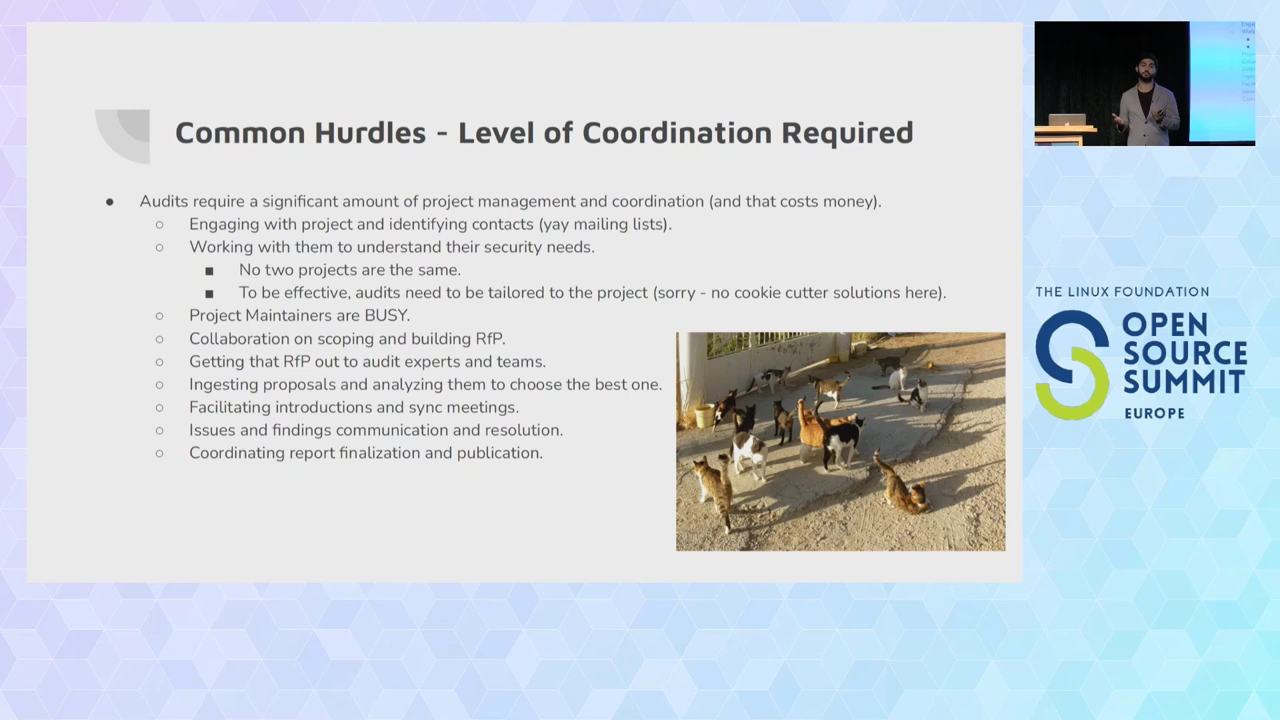 Common Hurdles - Level of Coordination Required
● Audits require a significant amount of project management and coordination (and that costs money).
○ Engaging with project and identifying contacts (yay mailing lists).
○ Working with them to understand their security needs.
■ No two projects are the same.
■ To be effective, audits need to be tailored to the project (sorry - no cookie cutter solutions here).
○ Project Maintainers are BUSY.
○ Collaboration on scoping and building RfP.
○ Getting that RfP out to audit experts and teams.
○ Ingesting proposals and analyzing them to choose the best one.
○ Facilitating introductions and sync meetings.
○ Issues and findings communication and resolution.
○ Coordinating report finalization and publication.
THE LINUX FOUNDATION
OPEN
SOURCE
SUMMIT
EUROPE